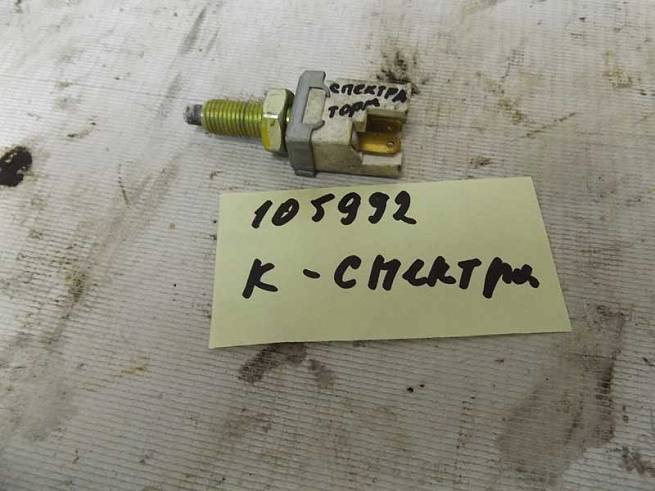 спектра
торм
105992
К - спектра